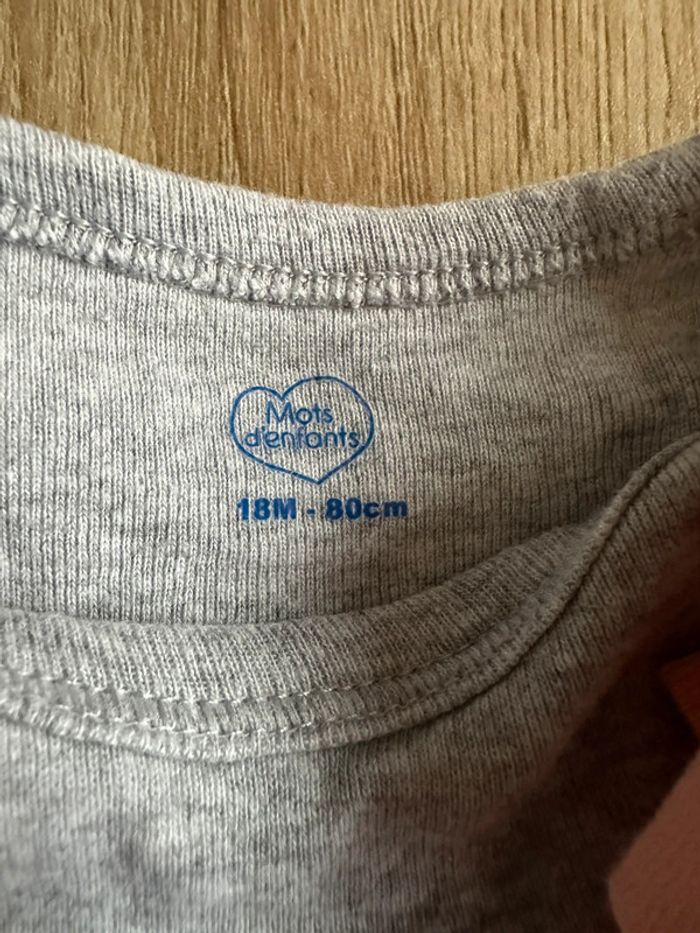 Mots
d'enfants
18M - 80cm